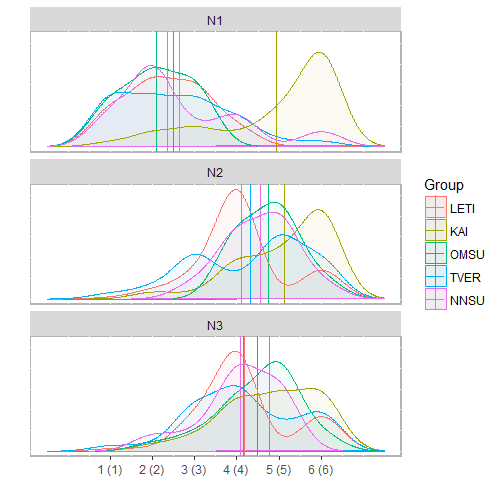 N1
N2
N3
Group
LETI
KAI
OMSU
TVER
NNSU
1 (1) 2 (2) 3 (3) 4 (4) 5 (5) 6 (6)